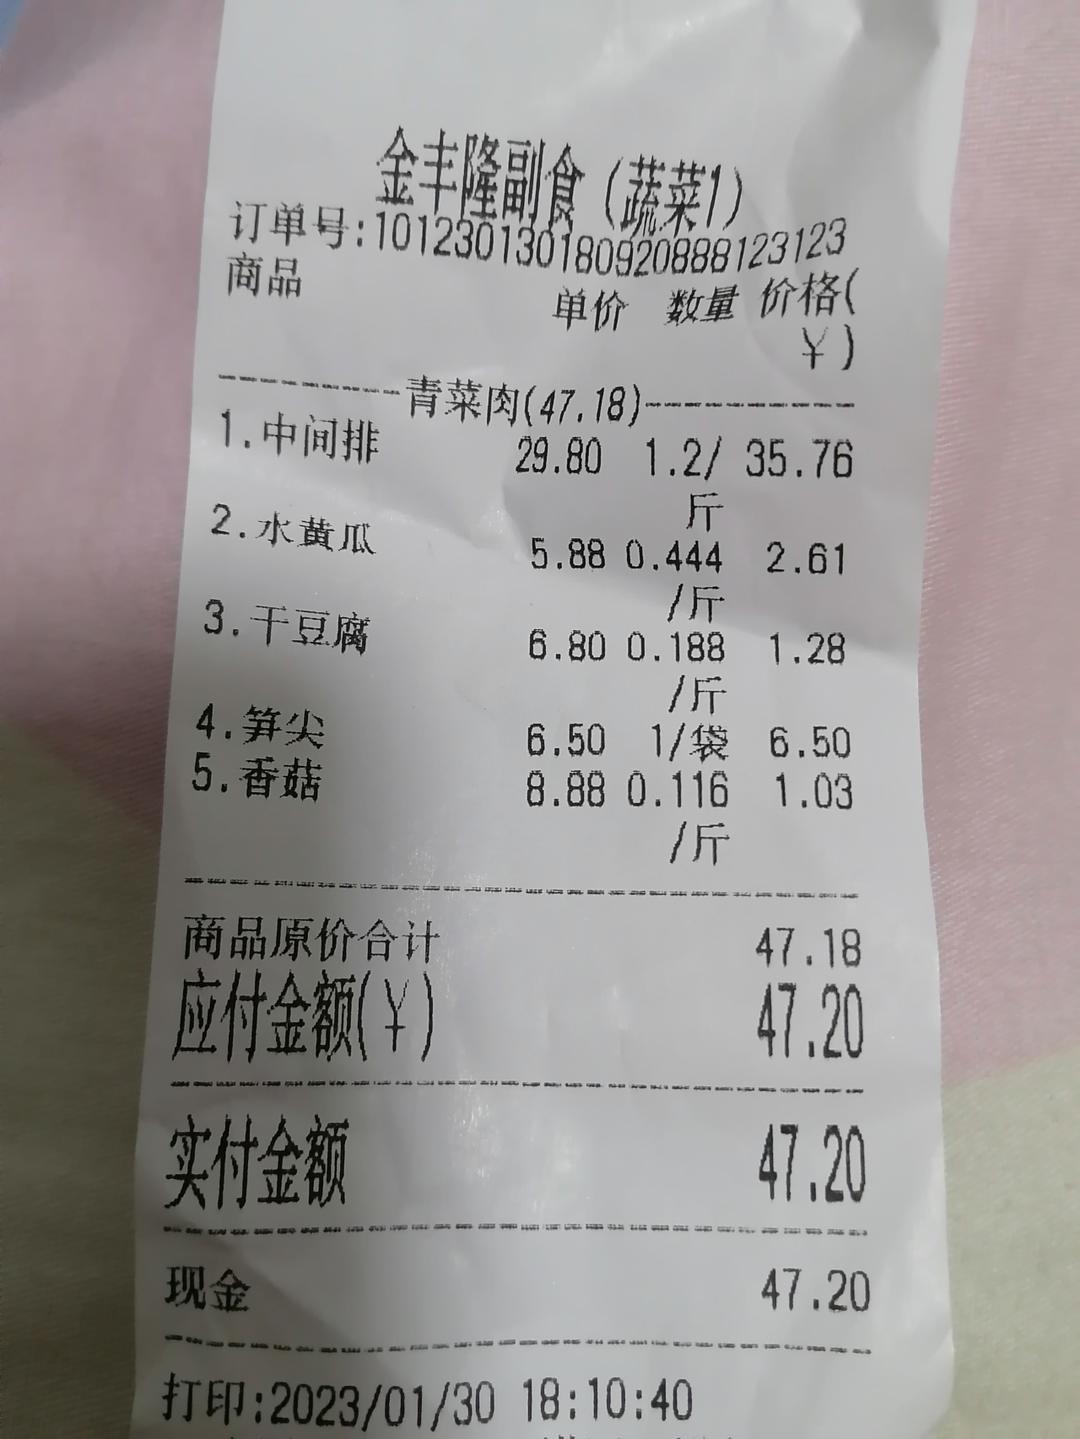 金丰隆副食(蔬菜1)
订单号:101230130180920888123123
商品 单价 数量 价格(
¥)
青菜肉(47.18)
1.中间排 29.80 1.2/ 35.76
斤
2.水黄瓜 5.88 0.444 2.61
/斤
3.干豆腐 6.80 0.188 1.28
/斤
4.笋尖 6.50 1/袋 6.50
5.香菇 8.88 0.116 1.03
/斤
商品原价合计 47.18
应付金额(¥) 47.20
实付金额 47.20
现金 47.20
打印:2023/01/30 18:10:40